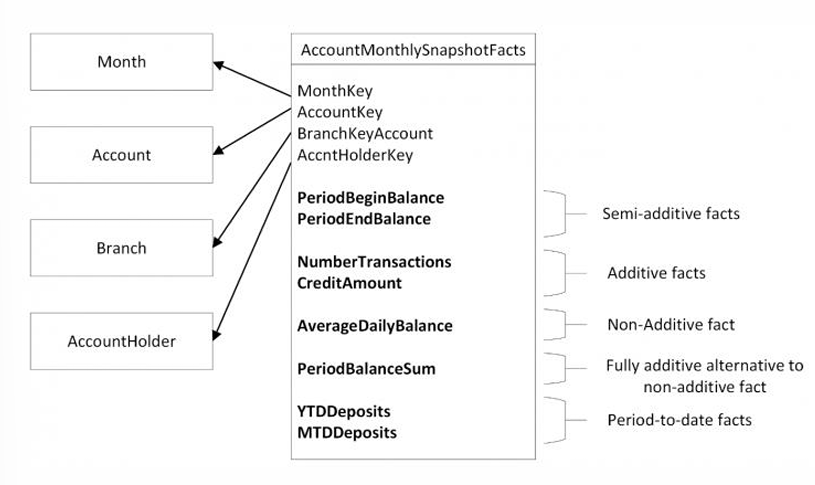 Month
Account
Branch
AccountHolder
AccountMonthlySnapshotFacts
MonthKey
AccountKey
BranchKeyAccount
AccntHolderKey
PeriodBeginBalance
PeriodEndBalance
NumberTransactions
CreditAmount
AverageDailyBalance
PeriodBalanceSum
YTDDeposits
MTDDeposits
Semi-additive facts
Additive facts
Non-Additive fact
Fully additive alternative to
non-additive fact
Period-to-date facts